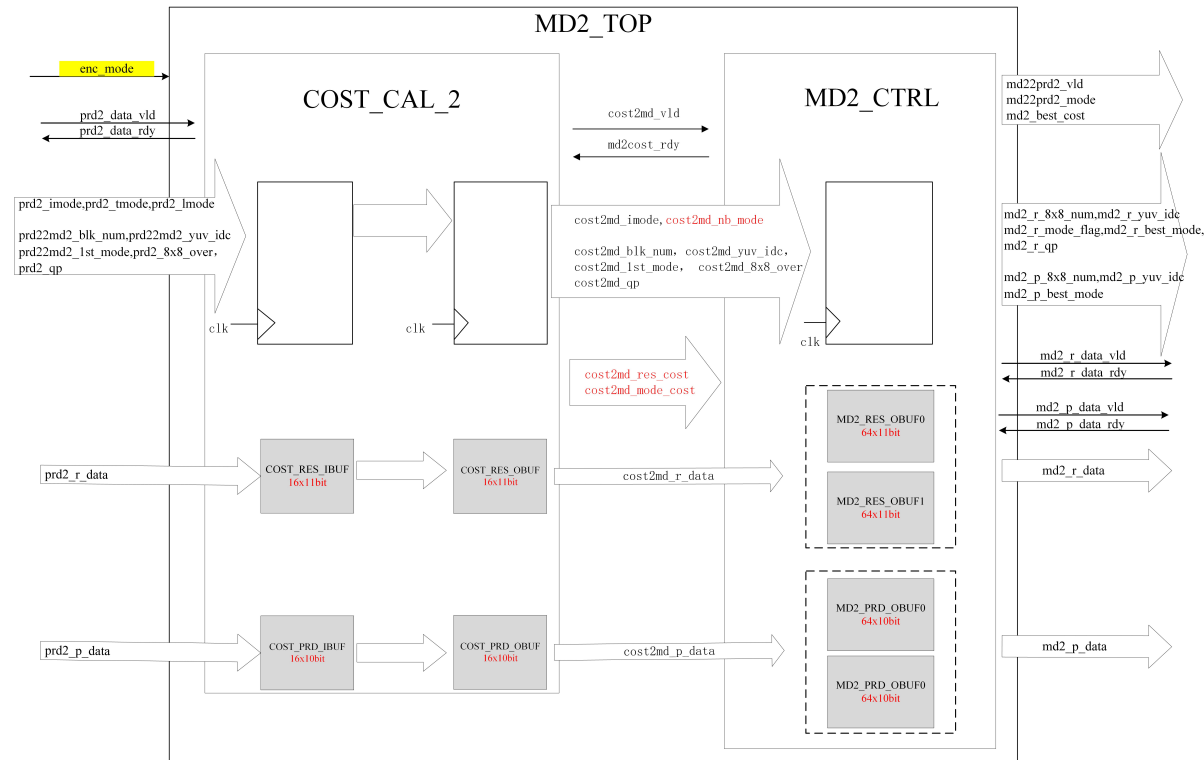 MD2_TOP
enc_mode
prd2_data_vld
prd2_data_rdy
COST_CAL_2
cost2md_vld
md2cost_rdy
MD2_CTRL
md22prd2_vld
md22prd2_mode
md2_best_cost
prd2_imode,prd2_tmode,prd2_lmode
prd22md2_blk_num,prd22md2_yuv_idc
prd22md2_1st_mode,prd2_8x8_over,
prd2_qp
clk
clk
cost2md_imode,cost2md_nb_mode
cost2md_blk_num, cost2md_yuv_idc,
cost2md_1st_mode, cost2md_8x8_over
cost2md_qp
clk
md2_r_8x8_num,md2_r_yuv_idc
md2_r_mode_flag,md2_r_best_mode,
md2_r_qp
md2_p_8x8_num,md2_p_yuv_idc
md2_p_best_mode
cost2md_res_cost
cost2md_mode_cost
md2_r_data_vld
md2_r_data_rdy
md2_p_data_vld
md2_p_data_rdy
prd2_r_data
COST_RES_IBUF
16x11bit
COST_RES_OBUF
16x11bit
cost2md_r_data
MD2_RES_OBUF0
64x11bit
MD2_RES_OBUF1
64x11bit
md2_r_data
prd2_p_data
COST_PRD_IBUF
16x10bit
COST_PRD_OBUF
16x10bit
cost2md_p_data
MD2_PRD_OBUF0
64x10bit
MD2_PRD_OBUF0
64x10bit
md2_p_data